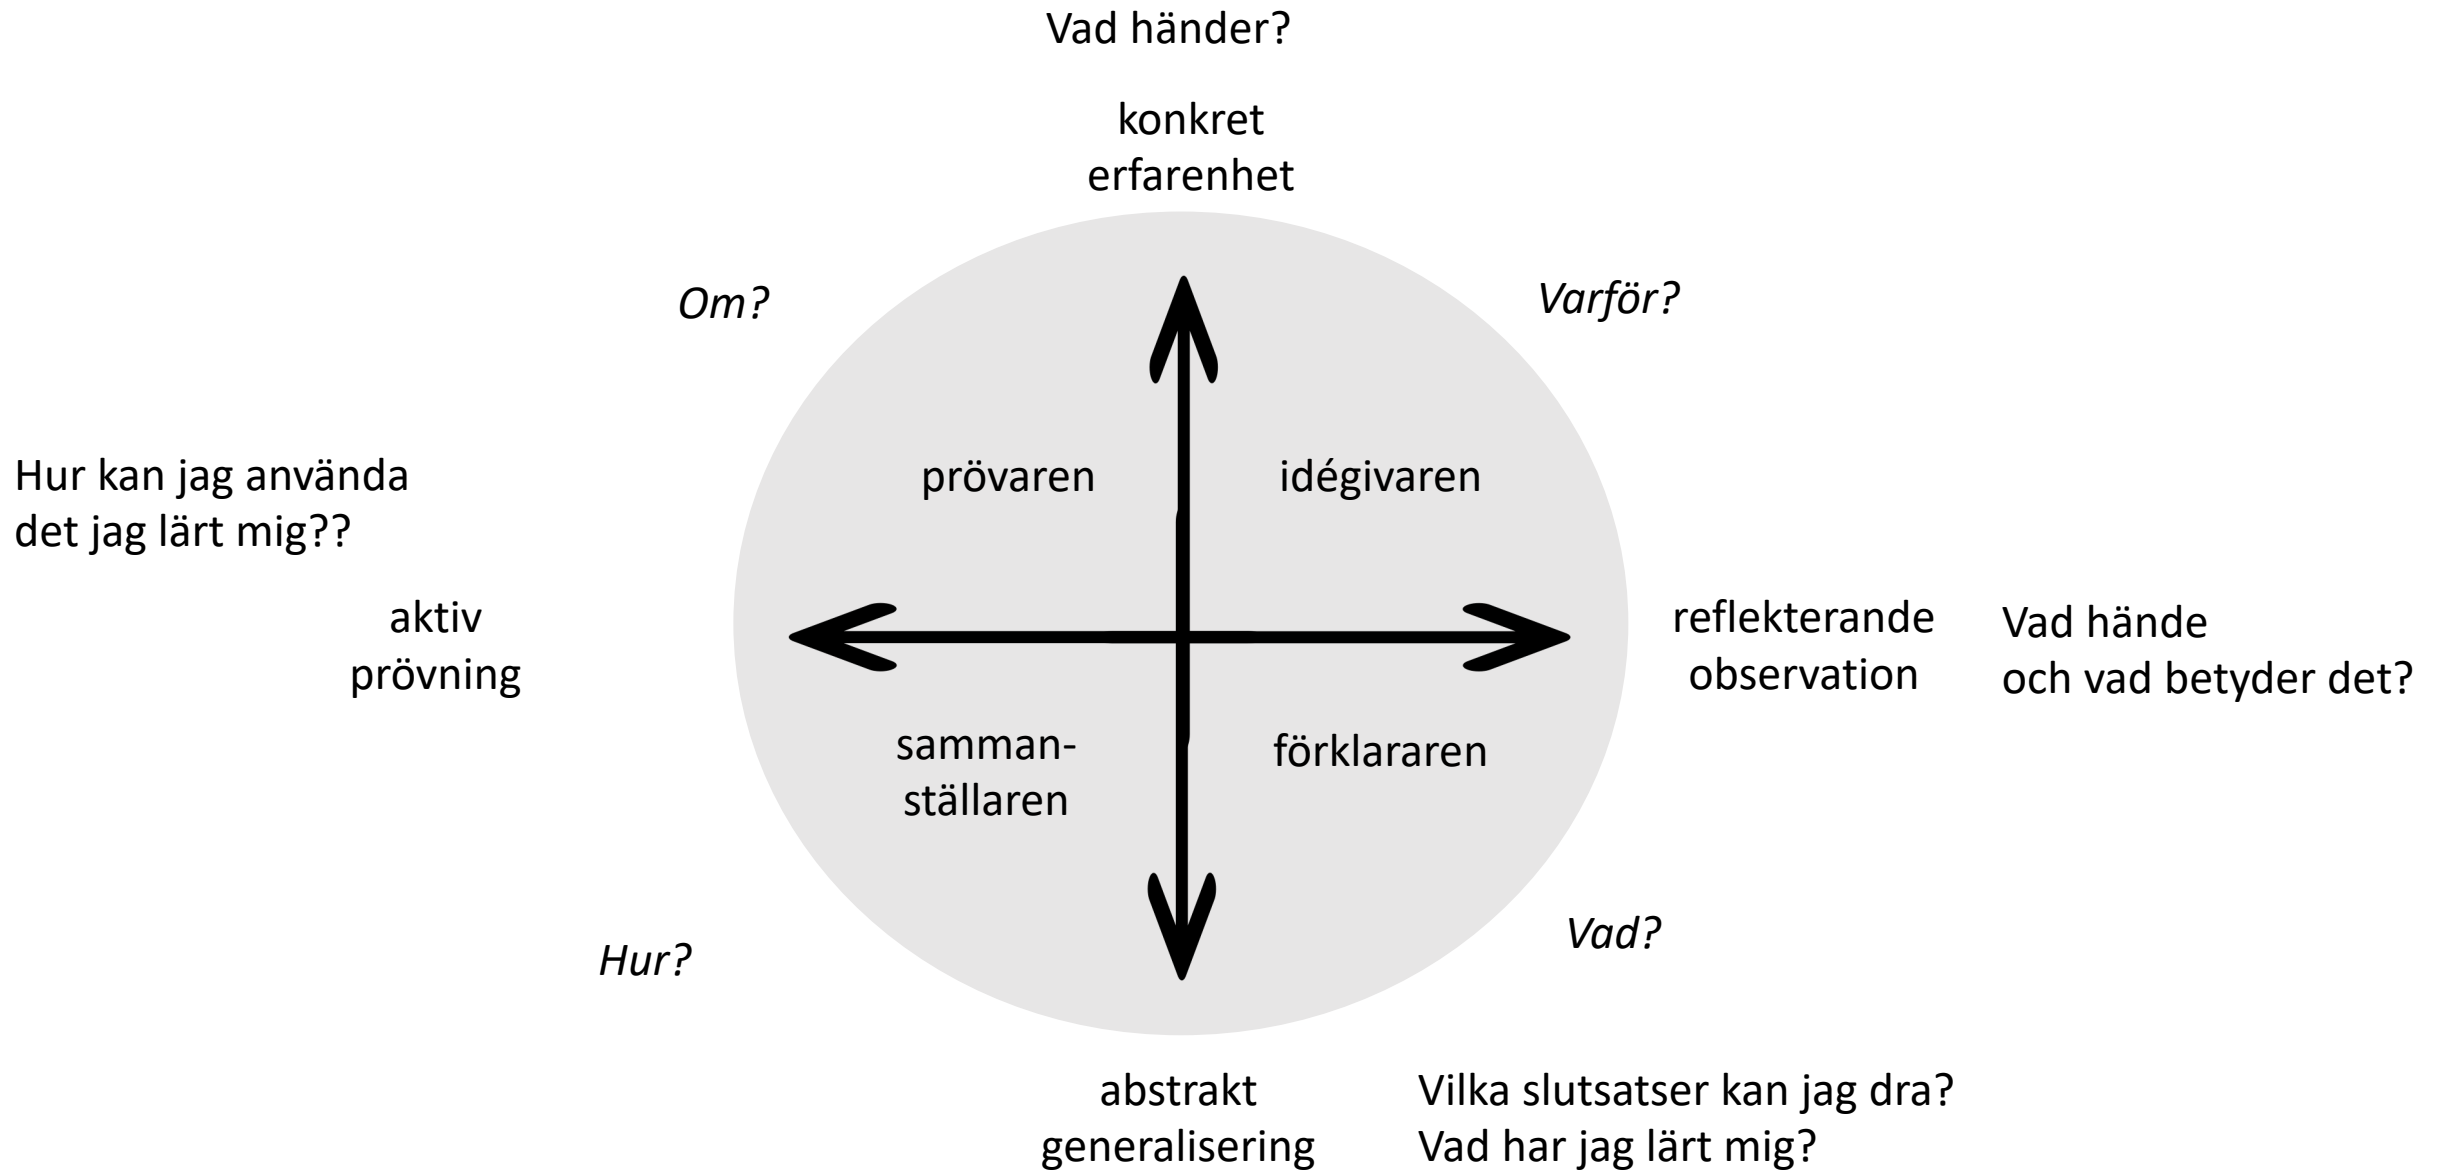 Vad händer?
konkret
erfarenhet
Om?
Varför?
prövaren
idégivaren
Hur kan jag använda
det jag lärt mig??
aktiv
prövning
reflekterande
observation
Vad hände
och vad betyder det?
samman-
ställaren
förklararen
Hur?
Vad?
abstrakt
generalisering
Vilka slutsatser kan jag dra?
Vad har jag lärt mig?